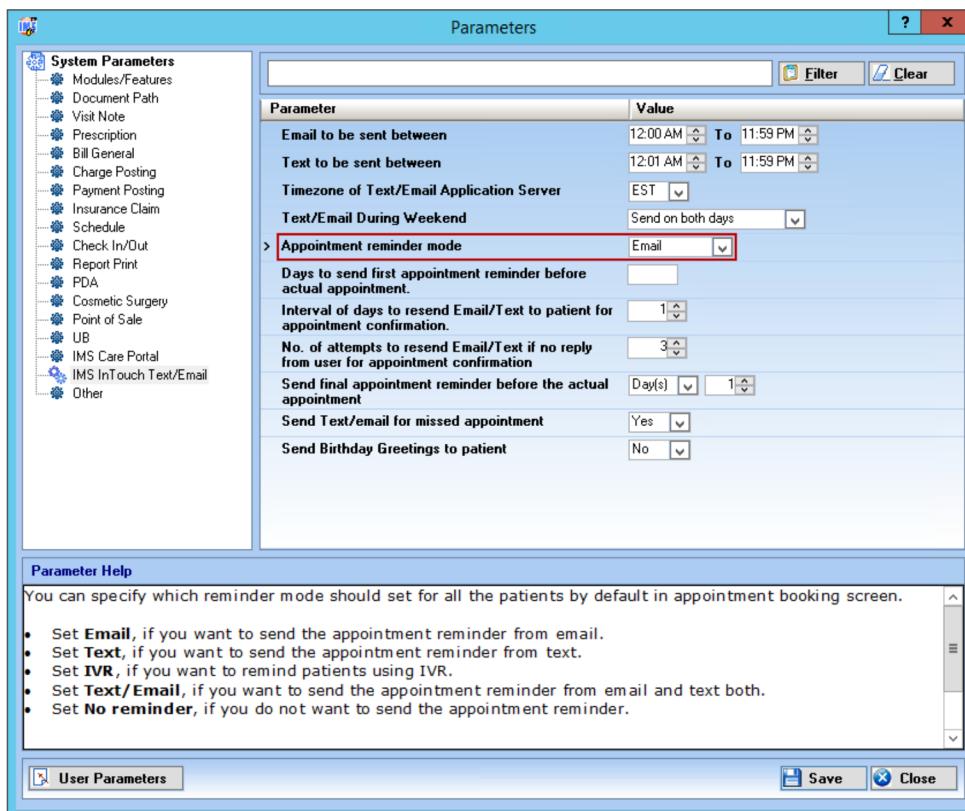 IMS
Parameters
? x
System Parameters
Modules/Features
Document Path
Visit Note
Prescription
Bill General
Charge Posting
Payment Posting
Insurance Claim
Schedule
Check In/Out
Report Print
PDA
Cosmetic Surgery
Point of Sale
UB
IMS Care Portal
IMS InTouch Text/Email
Other
Filter Clear
Parameter Value
Email to be sent between 12:00 AM To 11:59 PM
Text to be sent between 12:01 AM To 11:59 PM
Timezone of Text/Email Application Server EST
Text/Email During Weekend Send on both days
> Appointment reminder mode Email
Days to send first appointment reminder before
actual appointment.
Interval of days to resend Email/Text to patient for 1
appointment confirmation.
No. of attempts to resend Email/Text if no reply 3
from user for appointment confirmation
Send final appointment reminder before the actual Day(s) 1
appointment
Send Text/email for missed appointment Yes
Send Birthday Greetings to patient No
Parameter Help
You can specify which reminder mode should set for all the patients by default in appointment booking screen.
• Set Email, if you want to send the appointment reminder from email.
• Set Text, if you want to send the appointment reminder from text.
• Set IVR, if you want to remind patients using IVR.
• Set Text/Email, if you want to send the appointment reminder from email and text both.
• Set No reminder, if you do not want to send the appointment reminder.
User Parameters Save Close